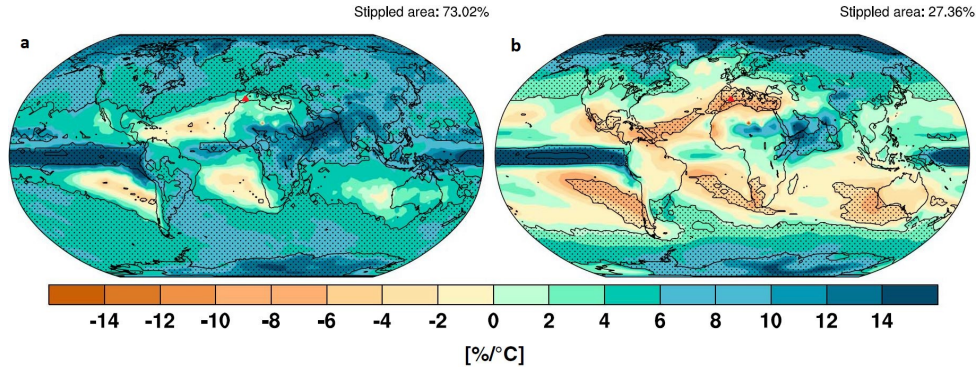 Stippled area: 73.02%
Stippled area: 27.36%
a
b
-14 -12 -10 -8 -6 -4 -2 0 2 4 6 8 10 12 14
[%/°C]